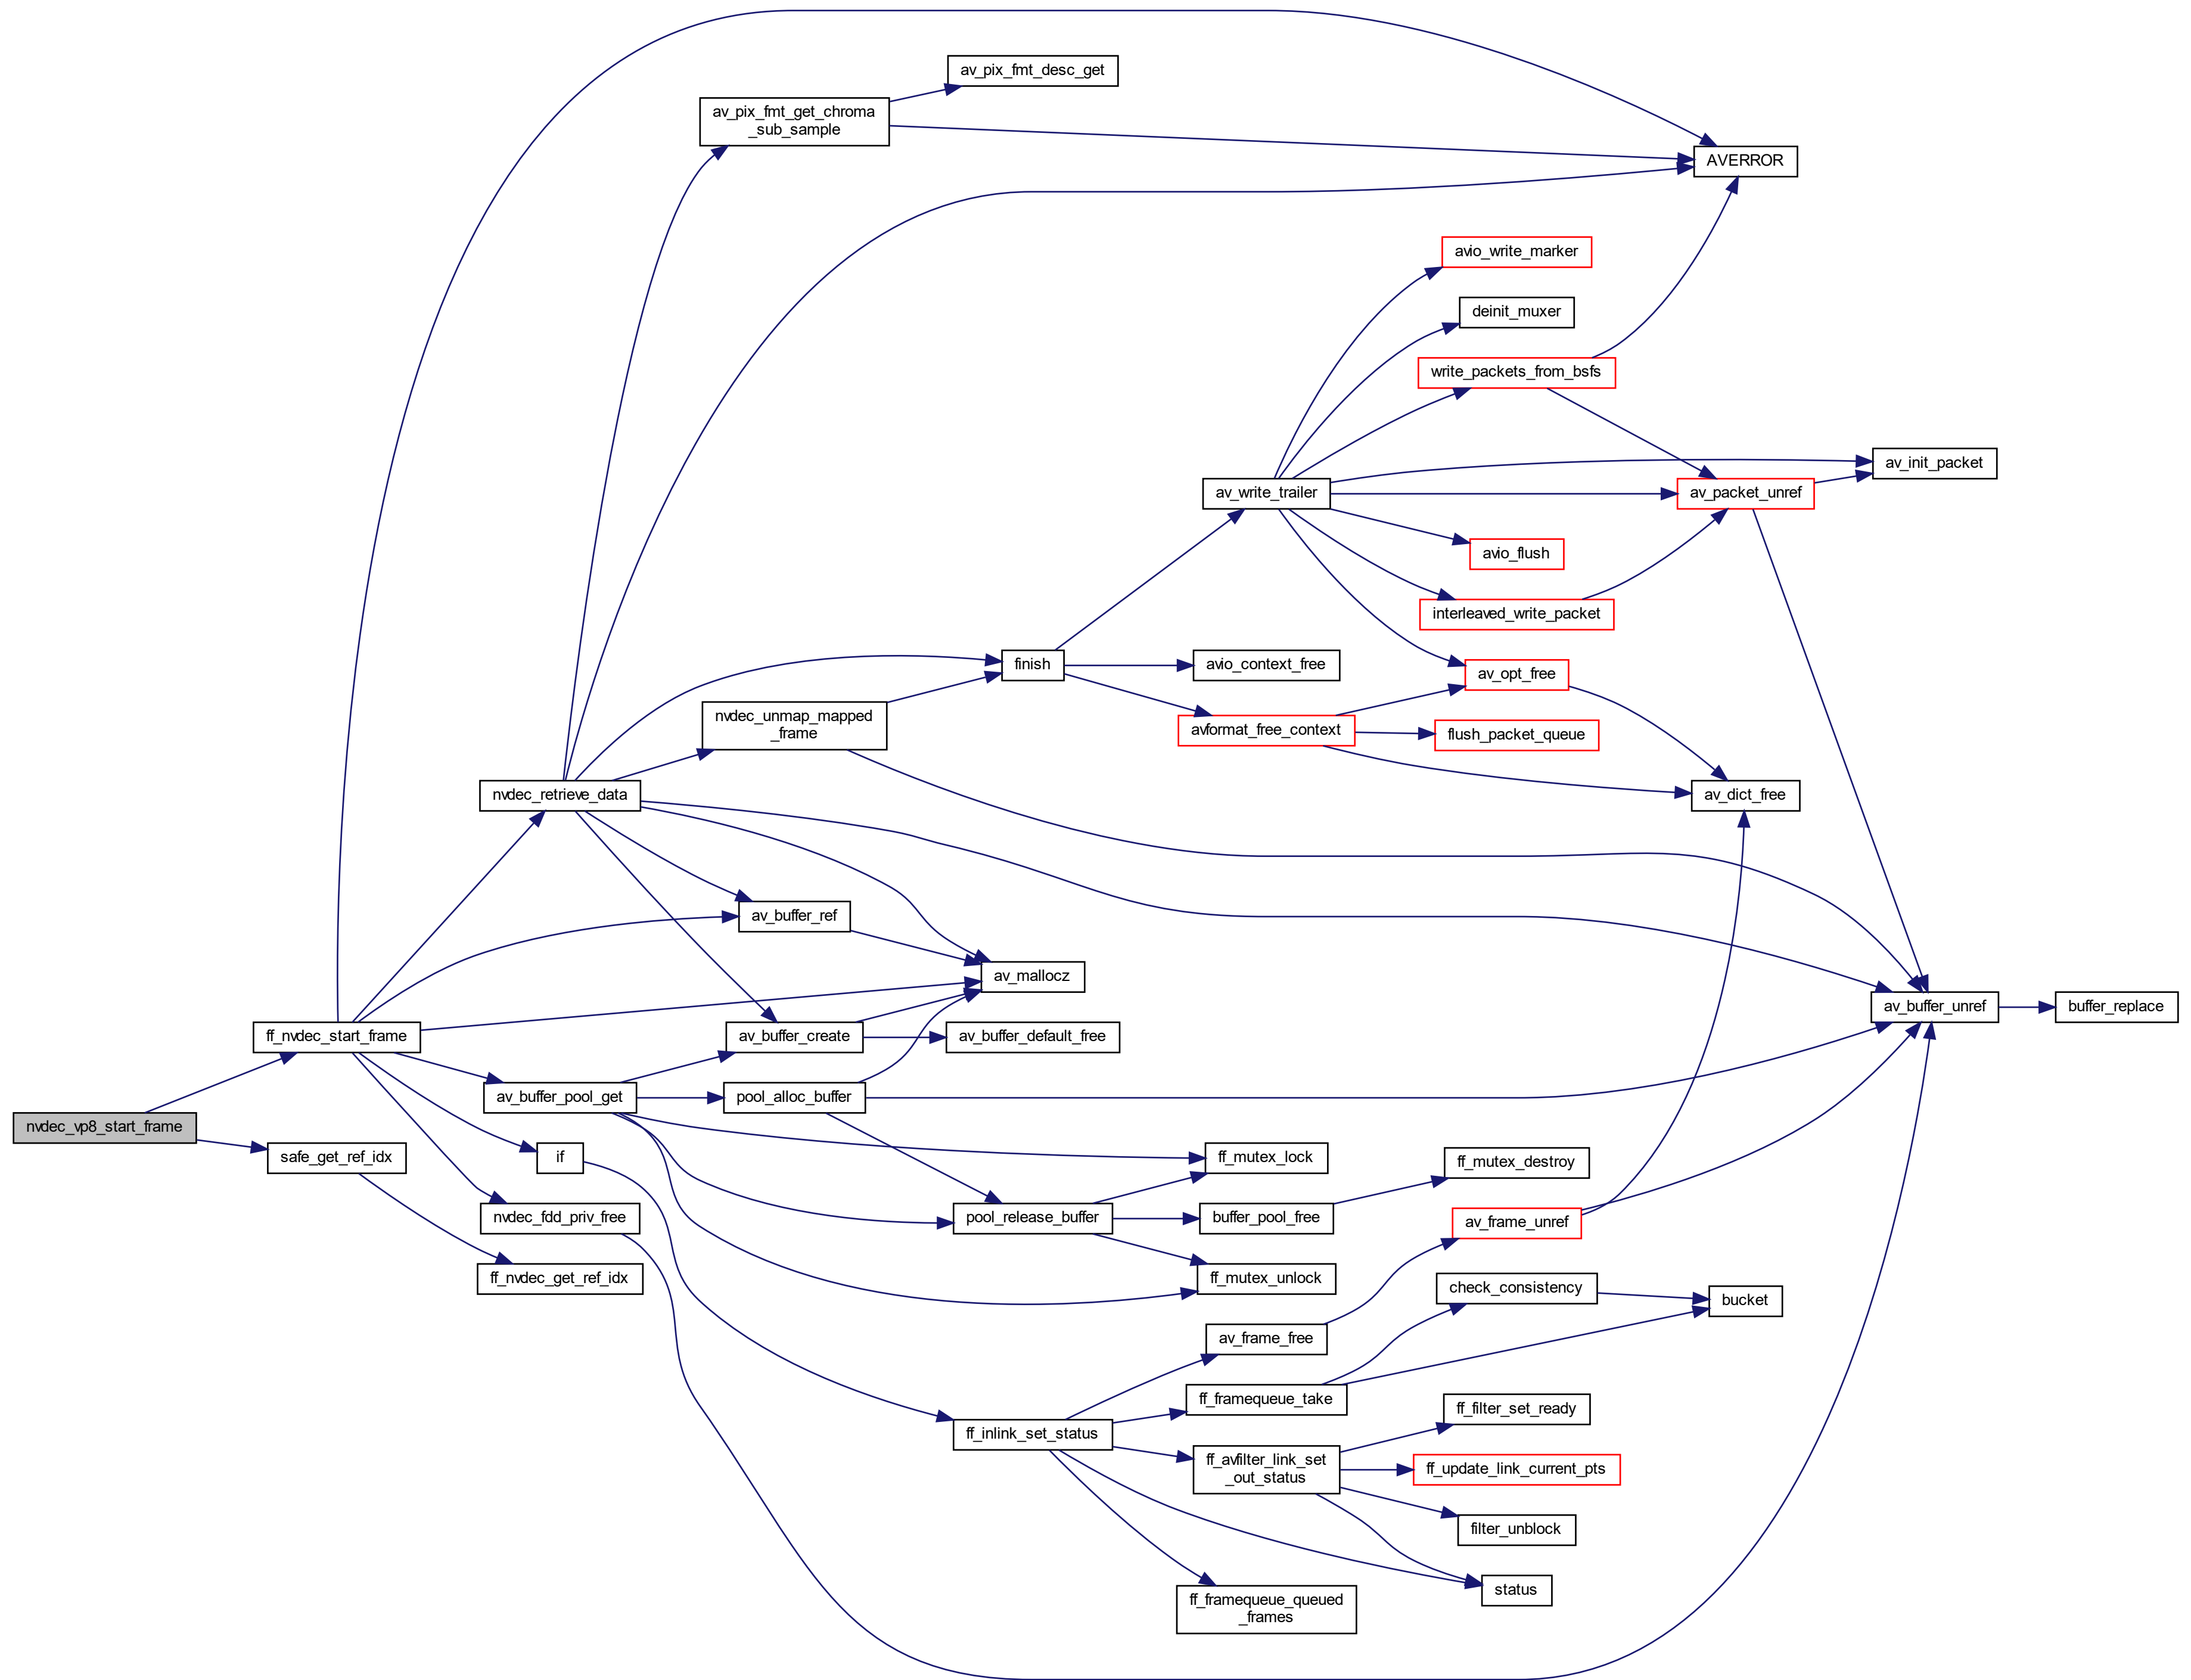 av_pix_fmt_desc_get
av_pix_fmt_get_chroma
_sub_sample
AVERROR
avio_write_marker
deinit_muxer
write_packets_from_bsfs
av_init_packet
av_write_trailer
av_packet_unref
avio_flush
interleaved_write_packet
finish
avio_context_free
av_opt_free
nvdec_unmap_mapped
_frame
avformat_free_context
flush_packet_queue
nvdec_retrieve_data
av_dict_free
av_buffer_ref
av_mallocz
av_buffer_unref
buffer_replace
ff_nvdec_start_frame
av_buffer_create
av_buffer_default_free
av_buffer_pool_get
pool_alloc_buffer
nvdec_vp8_start_frame
safe_get_ref_idx
if
ff_mutex_lock
ff_mutex_destroy
nvdec_fdd_priv_free
pool_release_buffer
buffer_pool_free
av_frame_unref
ff_nvdec_get_ref_idx
ff_mutex_unlock
check_consistency
bucket
av_frame_free
ff_framequeue_take
ff_filter_set_ready
ff_inlink_set_status
ff_avfilter_link_set
_out_status
ff_update_link_current_pts
filter_unblock
status
ff_framequeue_queued
_frames